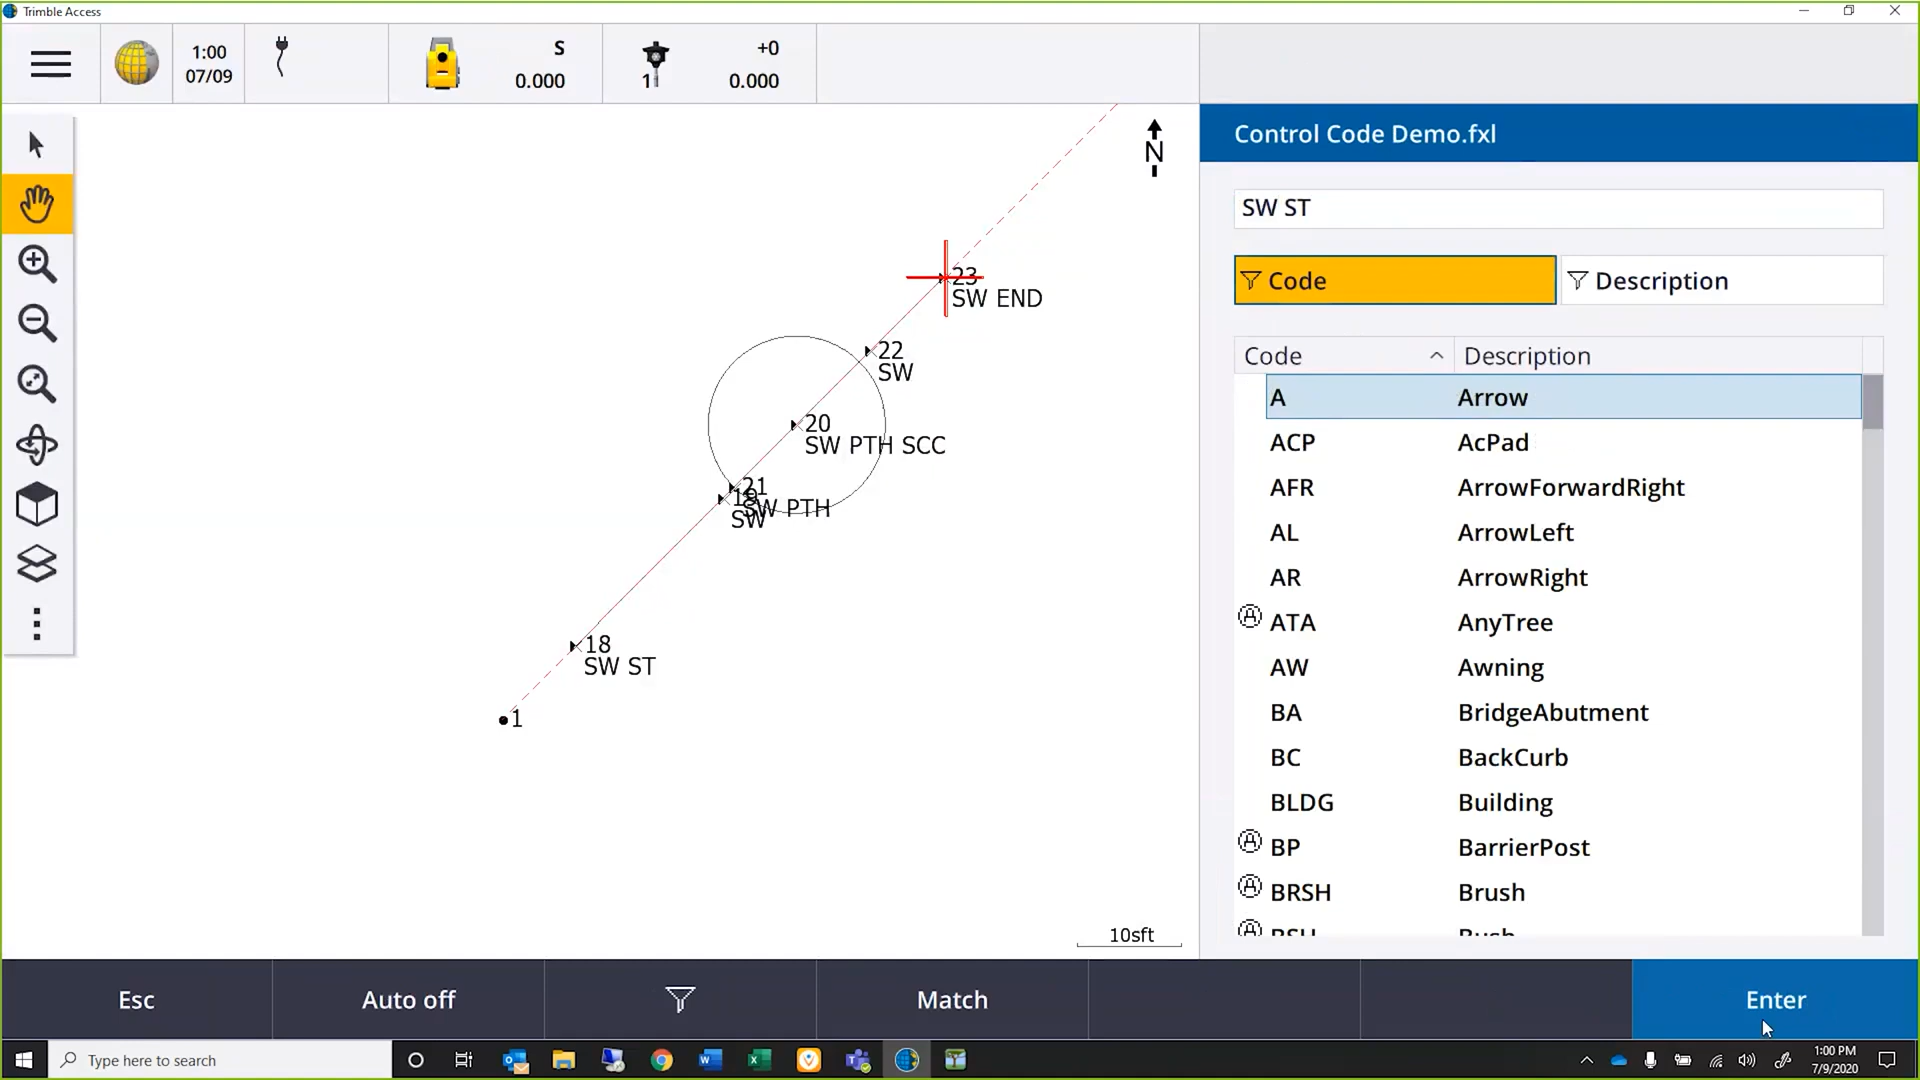 Trimble Access
1:00
07/09
S
0.000
1
+0
0.000
N
23
SW END
22
SW
20
SW PTH SCC
21
SW PTH
19
SW
18
SW ST
1
10sft
Control Code Demo.fxl
SW ST
Code
Description
Code Description
A Arrow
ACP AcPad
AFR ArrowForwardRight
AL ArrowLeft
AR ArrowRight
ATA AnyTree
AW Awning
BA BridgeAbutment
BC BackCurb
BLDG Building
BP BarrierPost
BRSH Brush
BSH Bush
Esc
Auto off
Match
Enter
Type here to search
1:00 PM
7/9/2020